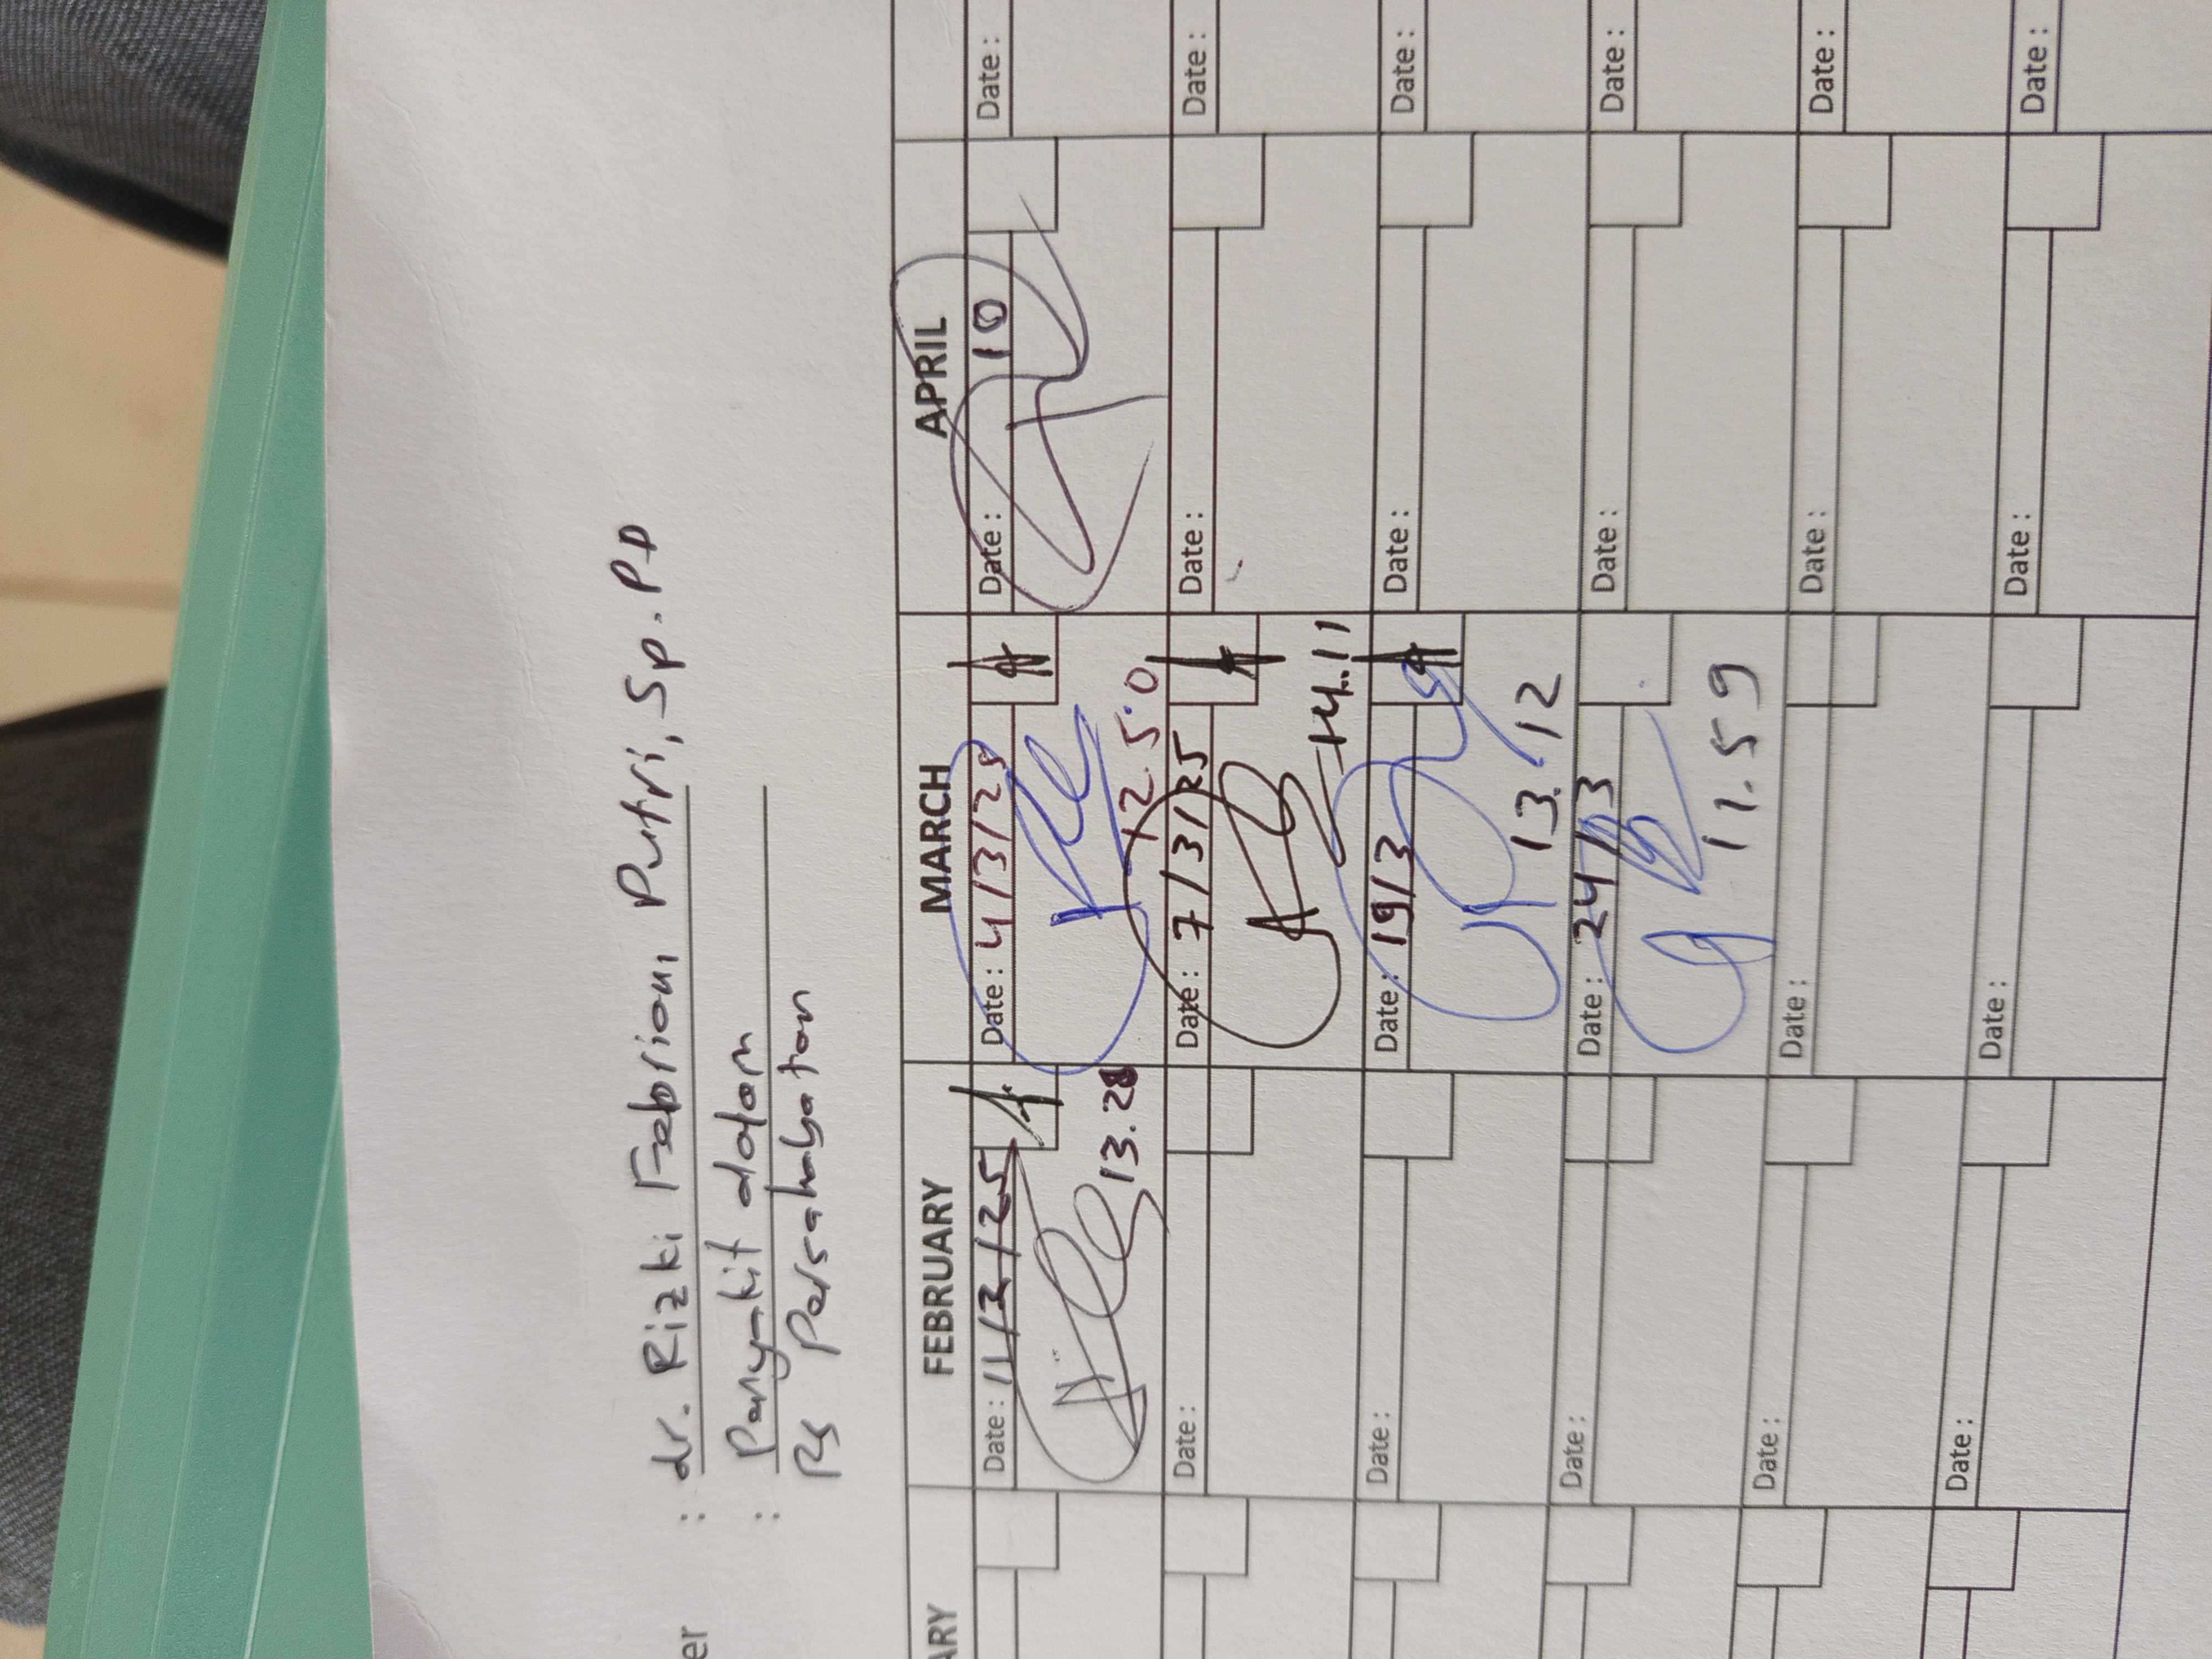 : dr. Rizki Febriani Putri, Sp. PD
er : Penyakit dalam
RS Persahabatan
ARY FEBRUARY MARCH APRIL
Date : 11/2/25 Date : 4/3/25 Date : 10 Date :
13.28 12.50
Date : Date : 7/3/25 Date : Date :
14.11
Date : Date : 19/3 Date : Date :
13.12
Date : Date : 24/3 Date : Date :
11.59
Date : Date : Date : Date :
Date : Date : Date : Date :